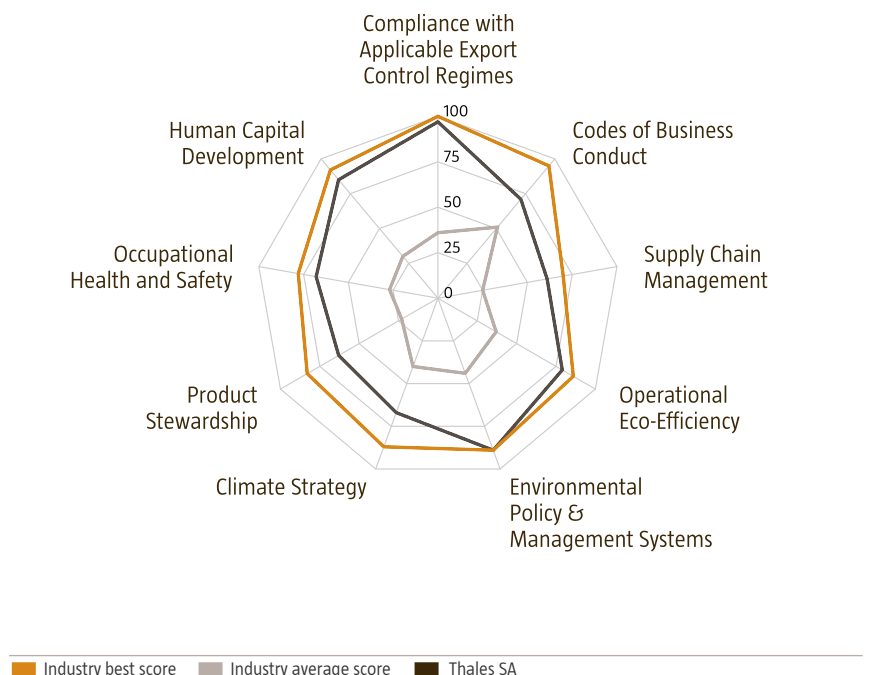 Compliance with
Applicable Export
Control Regimes
100
Human Capital
Development
Codes of Business
Conduct
75
50
Occupational
Health and Safety
25
Supply Chain
Management
0
Product
Stewardship
Operational
Eco-Efficiency
Climate Strategy
Environmental
Policy &
Management Systems
Industry best score
Industry average score
Thales SA